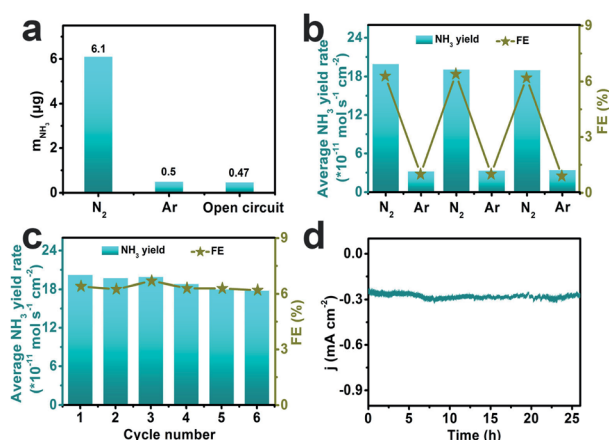 a
6.1
0.5
0.47
6
4
2
0
m_NH₃ (μg)
N₂ Ar Open circuit
b
NH₃ yield FE
24
18
12
6
0
Average NH₃ yield rate
(*10⁻¹¹ mol s⁻¹ cm⁻²)
9
6
3
0
FE (%)
N₂ Ar N₂ Ar N₂ Ar
c
NH₃ yield FE
24
18
12
6
0
Average NH₃ yield rate
(*10⁻¹¹ mol s⁻¹ cm⁻²)
9
6
3
0
FE (%)
1 2 3 4 5 6
Cycle number
d
0.0
-0.3
-0.6
-0.9
j (mA cm⁻²)
0 5 10 15 20 25
Time (h)